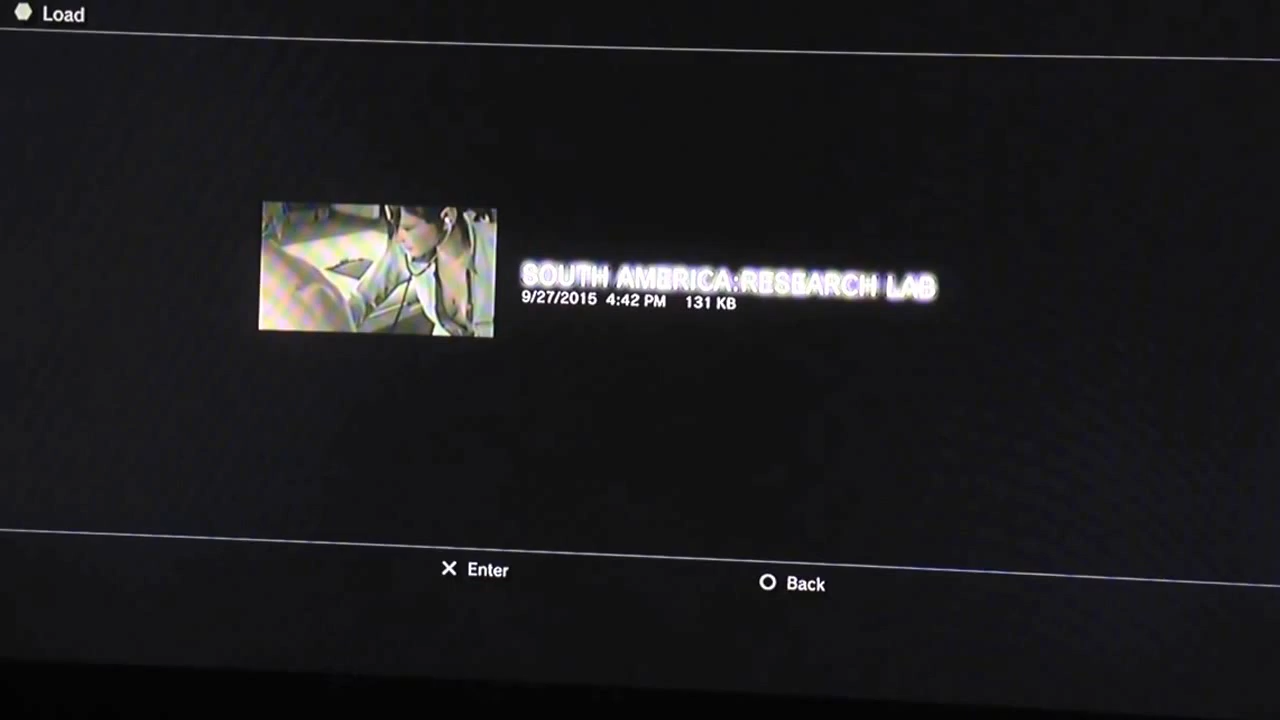 Load
SOUTH AMERICA:RESEARCH LAB
9/27/2015 4:42 PM 131 KB
Enter
Back